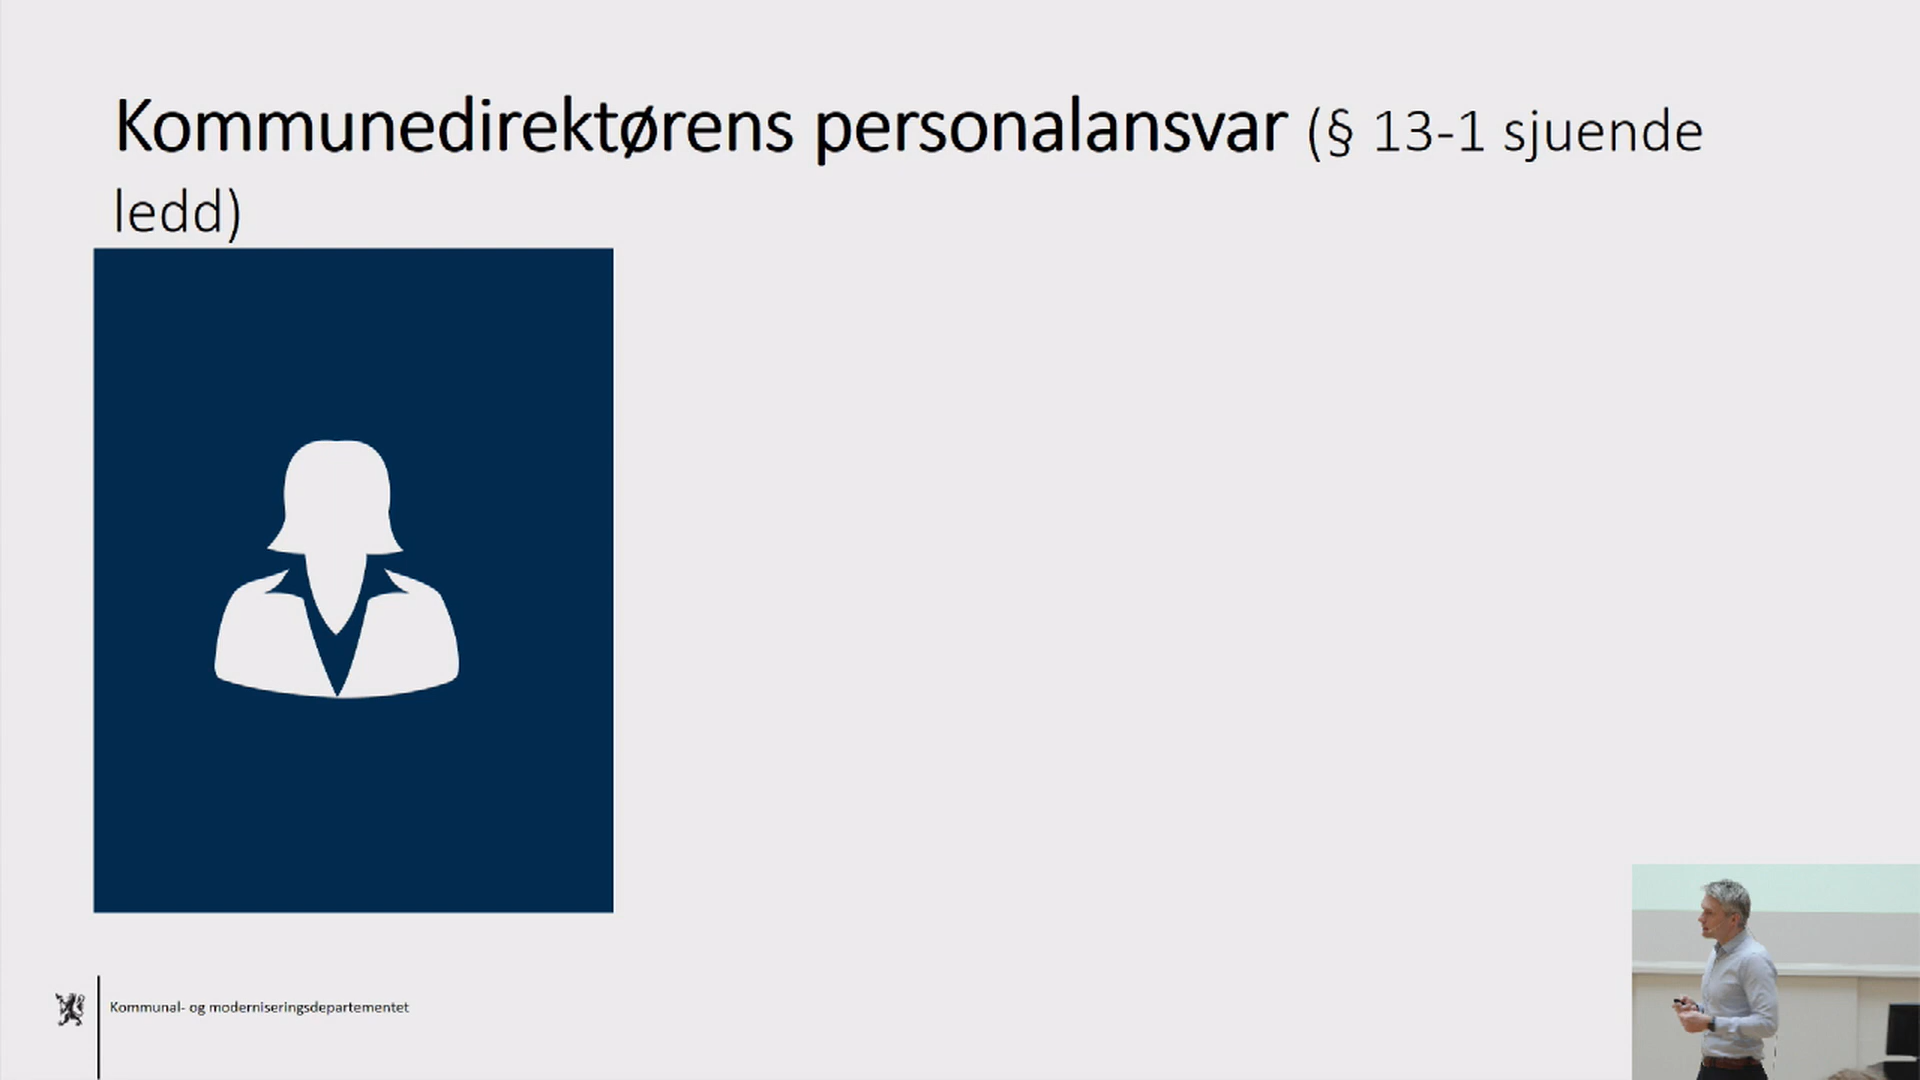 Kommunedirektørens personalansvar (§ 13-1 sjuende
ledd)
Kommunal- og moderniseringsdepartementet